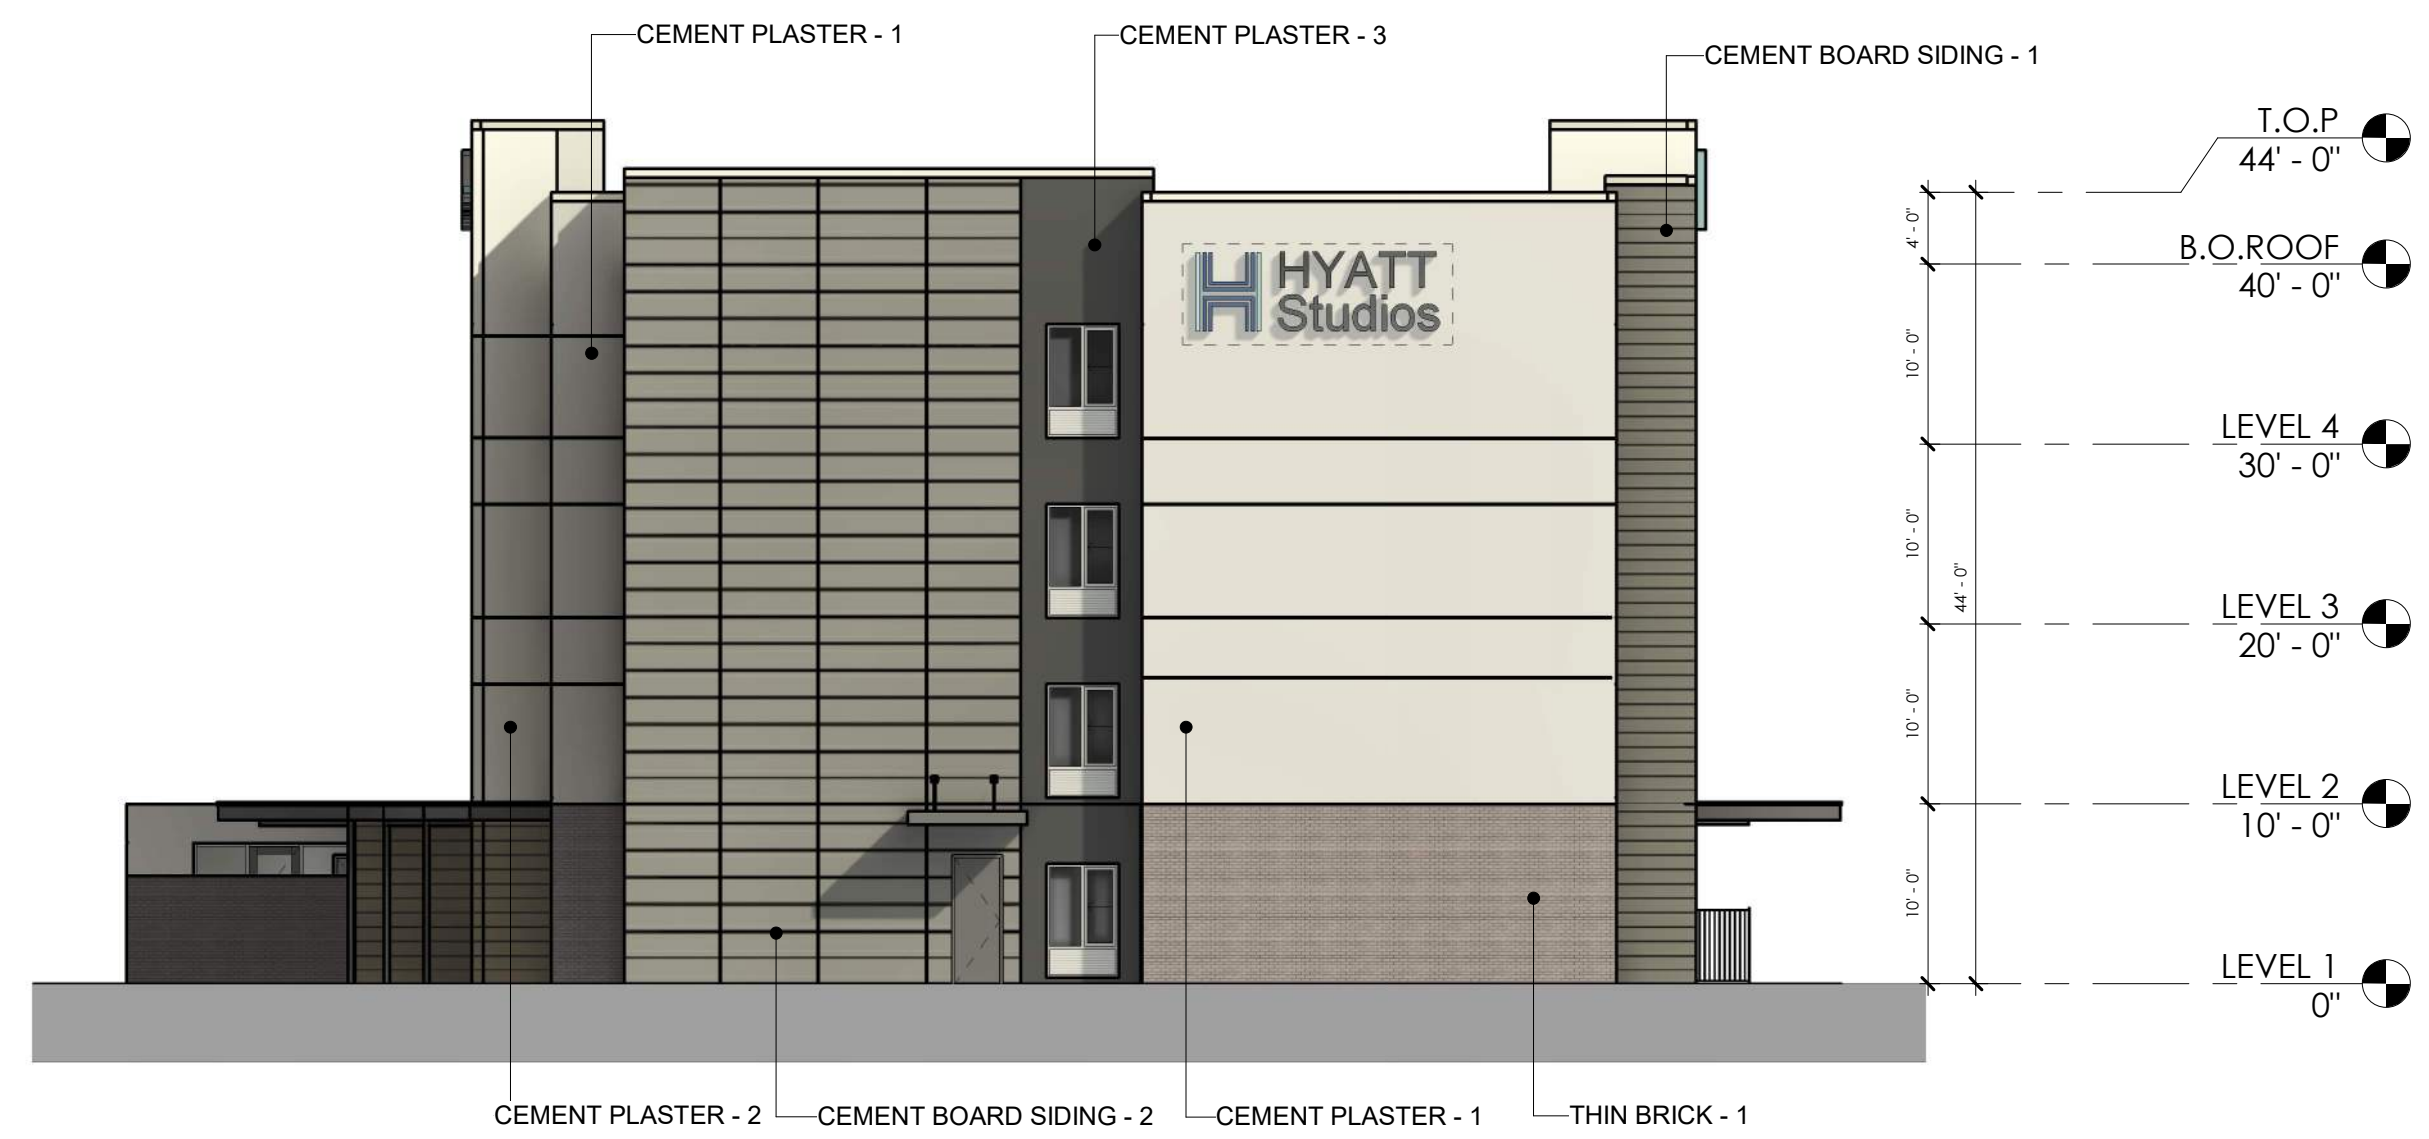 CEMENT PLASTER - 1
CEMENT PLASTER - 3
CEMENT BOARD SIDING - 1
T.O.P
44' - 0"
B.O.ROOF
40' - 0"
LEVEL 4
30' - 0"
LEVEL 3
20' - 0"
LEVEL 2
10' - 0"
LEVEL 1
0"
4' - 0"
10' - 0"
10' - 0"
10' - 0"
10' - 0"
44' - 0"
HYATT
Studios
CEMENT PLASTER - 2
CEMENT BOARD SIDING - 2
CEMENT PLASTER - 1
THIN BRICK - 1